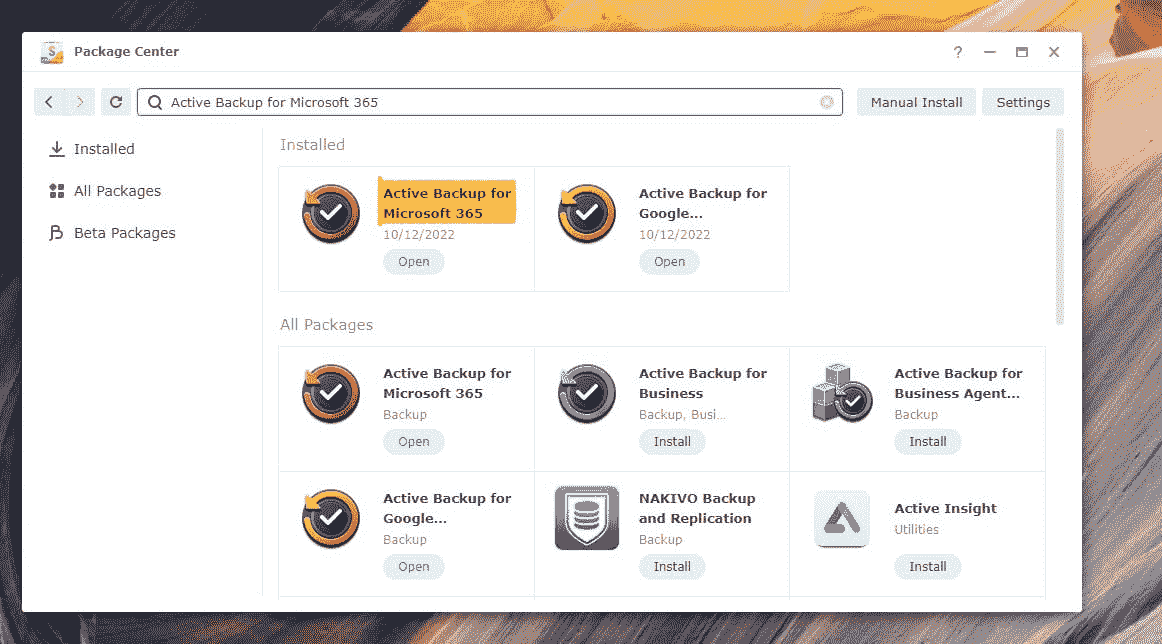 Package Center
?
Active Backup for Microsoft 365
Manual Install
Settings
Installed
All Packages
Beta Packages
Installed
Active Backup for
Microsoft 365
10/12/2022
Open
Active Backup for
Google...
10/12/2022
Open
All Packages
Active Backup for
Microsoft 365
Backup
Open
Active Backup for
Business
Backup, Busi...
Install
Active Backup for
Business Agent...
Backup
Install
Active Backup for
Google...
Backup
Open
NAKIVO Backup
and Replication
Backup
Install
Active Insight
Utilities
Install